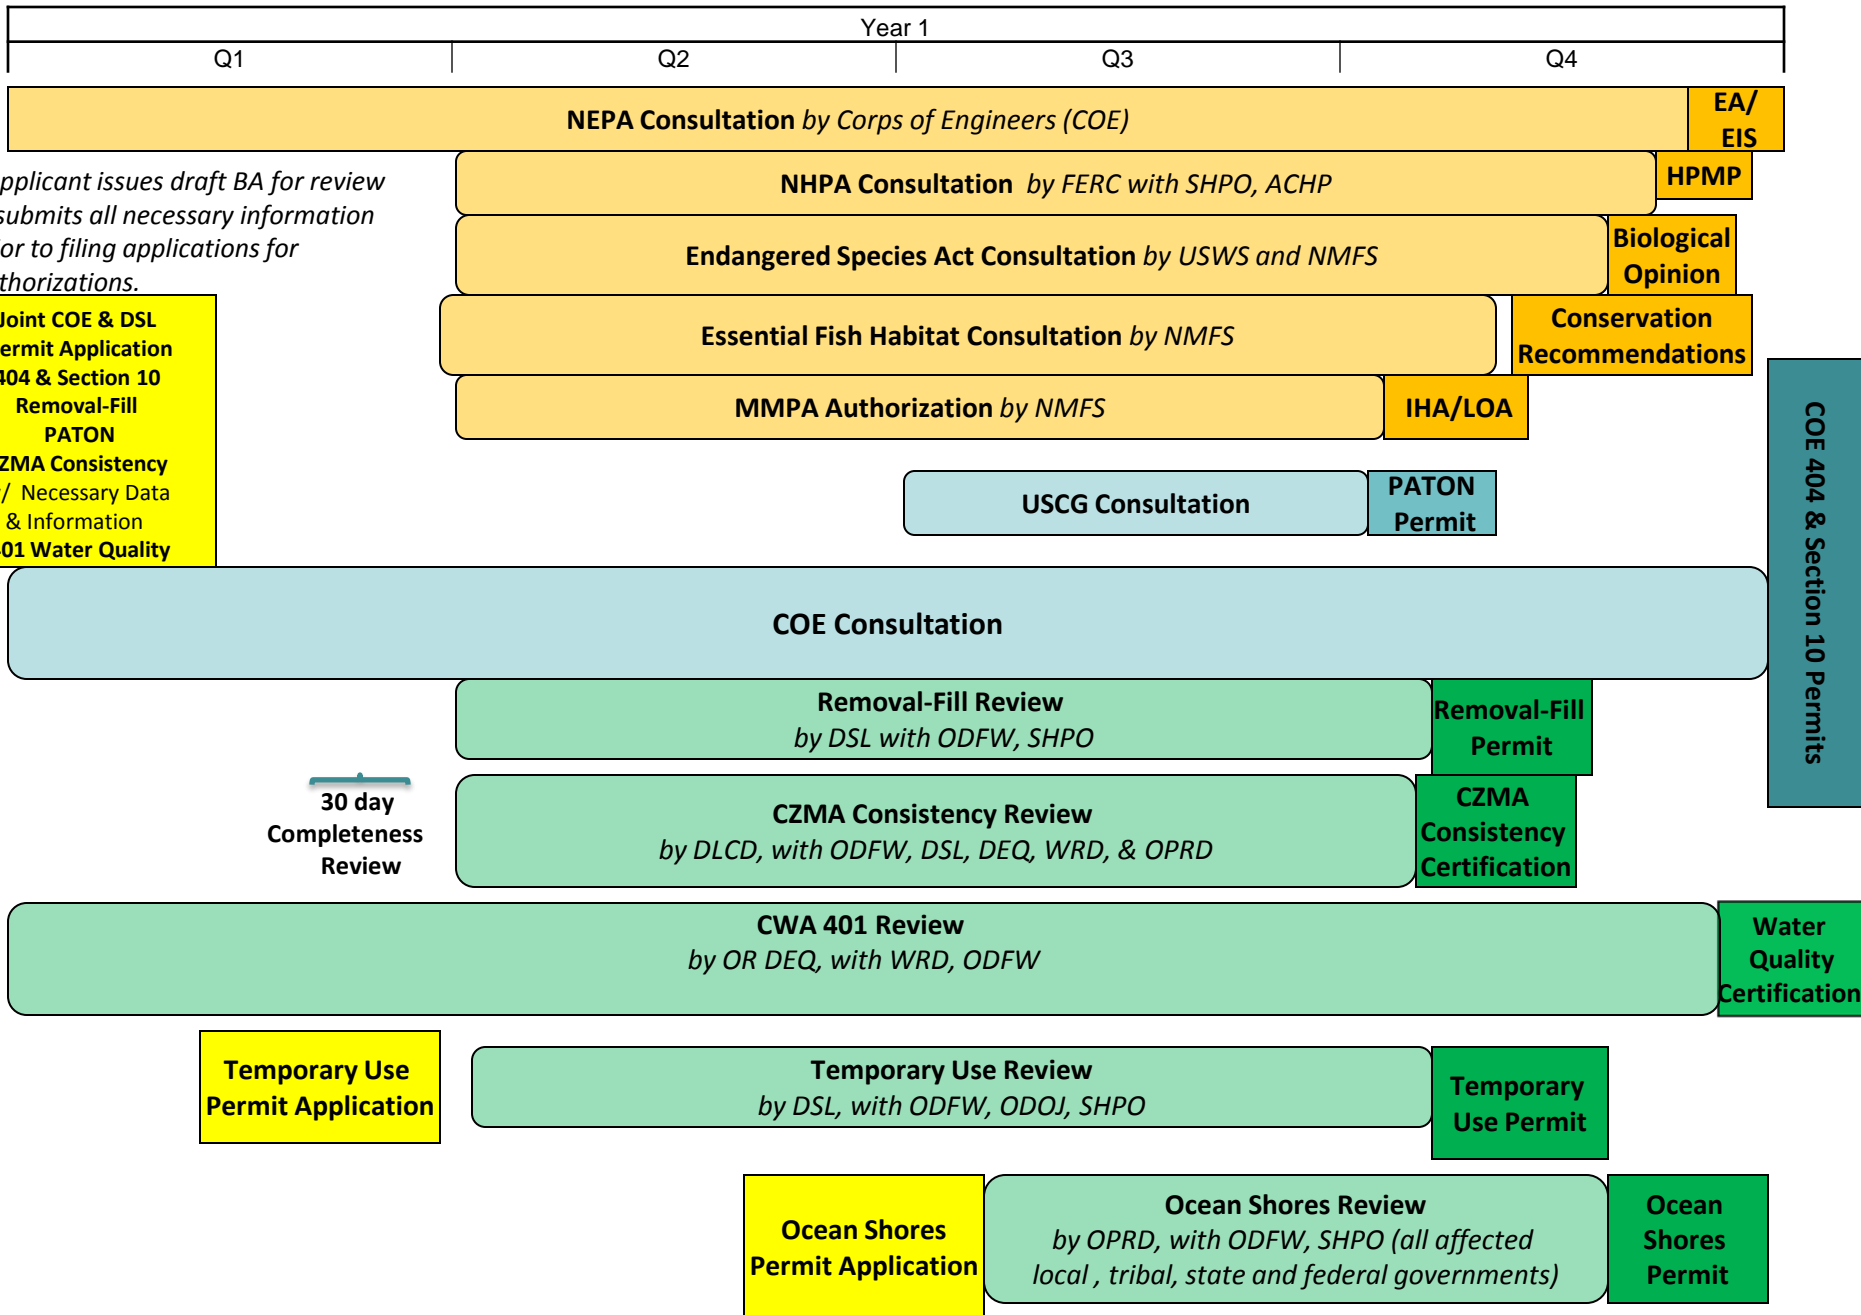 Year 1
Q1
Q2
Q3
Q4
NEPA Consultation by Corps of Engineers (COE)
EA/
EIS
issues draft BA for review
submits all necessary information
to filing applications for
NHPA Consultation by FERC with SHPO, ACHP
HPMP
Endangered Species Act Consultation by USWS and NMFS
Biological
Opinion
Essential Fish Habitat Consultation by NMFS
Conservation
Recommendations
MMPA Authorization by NMFS
IHA/LOA
Joint COE & DSL
Application
& Section 10
Removal-Fill
PATON
Consistency
Necessary Data
& Information
Water Quality
USCG Consultation
PATON
Permit
COE 404 & Section 10 Permits
COE Consultation
Removal-Fill Review
by DSL with ODFW, SHPO
Removal-Fill
Permit
30 day
Completeness
Review
CZMA Consistency Review
by DLCD, with ODFW, DSL, DEQ, WRD, & OPRD
CZMA
Consistency
Certification
CWA 401 Review
by OR DEQ, with WRD, ODFW
Water
Quality
Certification
Temporary Use
Permit Application
Temporary Use Review
by DSL, with ODFW, ODOJ, SHPO
Temporary
Use Permit
Ocean Shores
Permit Application
Ocean Shores Review
by OPRD, with ODFW, SHPO (all affected
local , tribal, state and federal governments)
Ocean
Shores
Permit